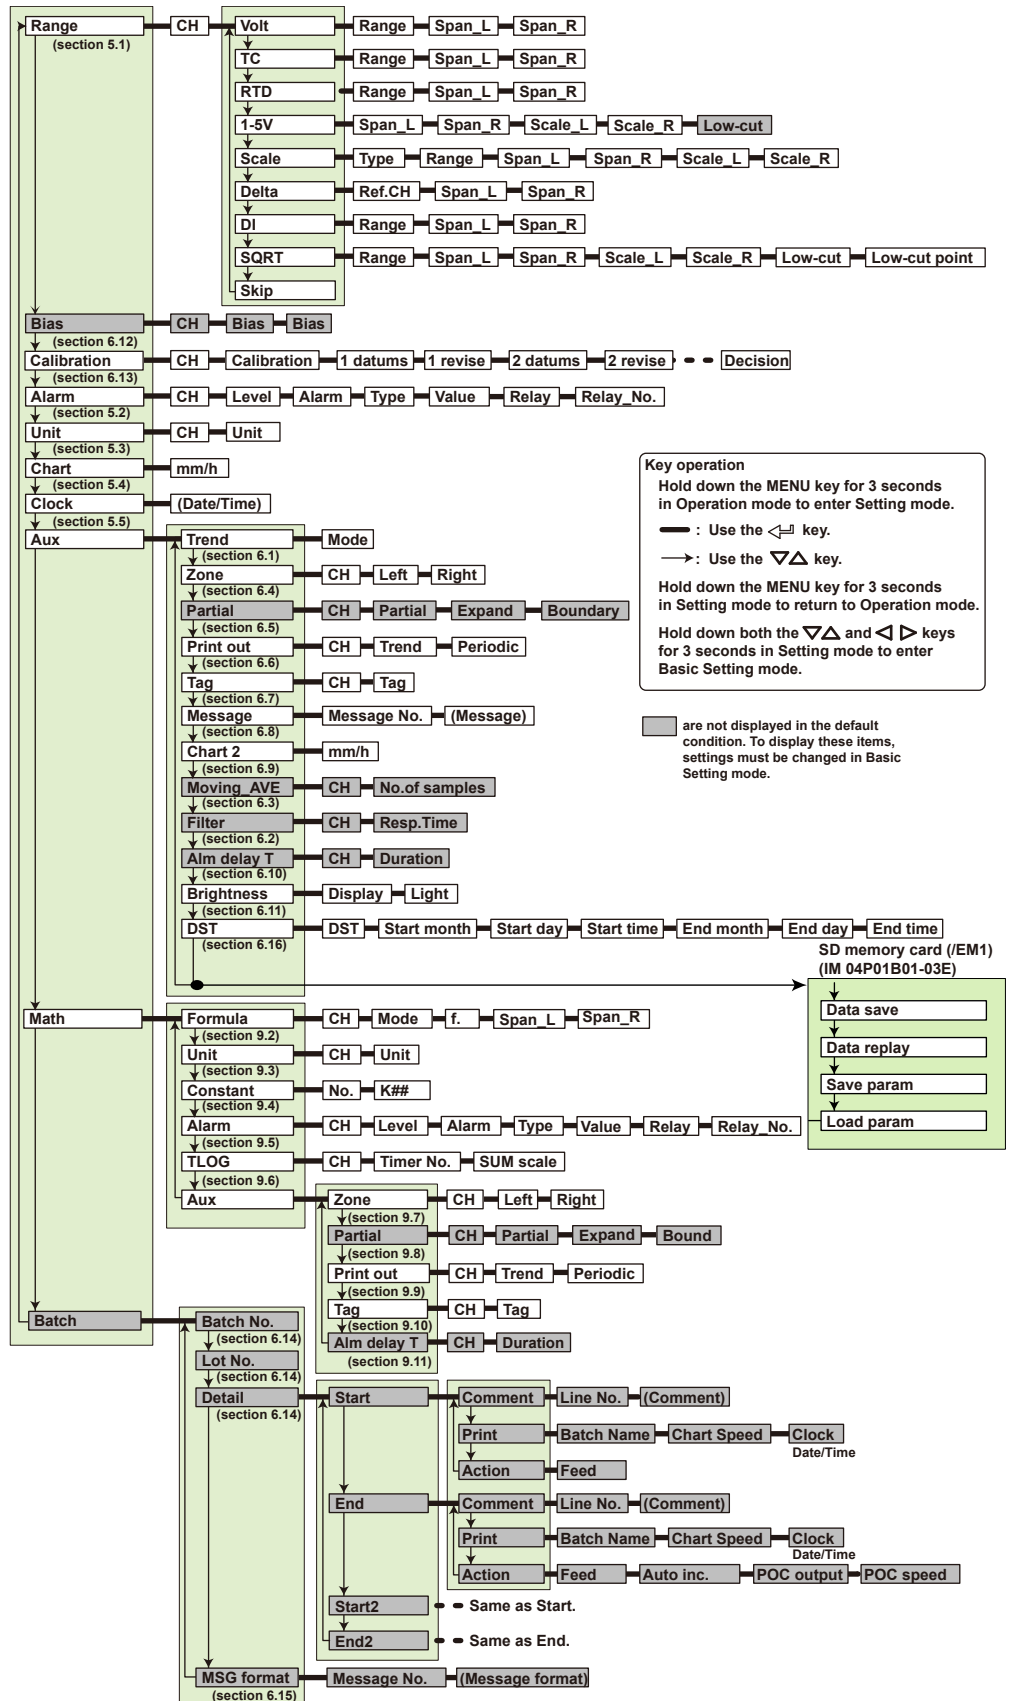 Range CH Volt Range Span_L Span_R
(section 5.1)
TC Range Span_L Span_R
RTD Range Span_L Span_R
1-5V Span_L Span_R Scale_L Scale_R Low-cut
Scale Type Range Span_L Span_R Scale_L Scale_R
Delta Ref.CH Span_L Span_R
DI Range Span_L Span_R
SQRT Range Span_L Span_R Scale_L Scale_R Low-cut Low-cut point
Skip
Bias CH Bias Bias
(section 6.12)
Calibration CH Calibration 1 datums 1 revise 2 datums 2 revise Decision
(section 6.13)
Alarm CH Level Alarm Type Value Relay Relay_No.
(section 5.2)
Unit CH Unit
(section 5.3)
Chart mm/h
(section 5.4)
Clock (Date/Time)
(section 5.5)
Key operation
Hold down the MENU key for 3 seconds
in Operation mode to enter Setting mode.
: Use the key.
: Use the ▽△ key.
Hold down the MENU key for 3 seconds
in Setting mode to return to Operation mode.
Hold down both the ▽△ and ◁ ▷ keys
for 3 seconds in Setting mode to enter
Basic Setting mode.
are not displayed in the default
condition. To display these items,
settings must be changed in Basic
Setting mode.
Aux Trend Mode
(section 6.1)
Zone CH Left Right
(section 6.4)
Partial CH Partial Expand Boundary
(section 6.5)
Print out CH Trend Periodic
(section 6.6)
Tag CH Tag
(section 6.7)
Message Message No. (Message)
(section 6.8)
Chart 2 mm/h
(section 6.9)
Moving_AVE CH No.of samples
(section 6.3)
Filter CH Resp.Time
(section 6.2)
Alm delay T CH Duration
(section 6.10)
Brightness Display Light
(section 6.11)
DST DST Start month Start day Start time End month End day End time
(section 6.16)
SD memory card (/EM1)
(IM 04P01B01-03E)
Data save
Data replay
Save param
Load param
Math Formula CH Mode f. Span_L Span_R
(section 9.2)
Unit CH Unit
(section 9.3)
Constant No. K##
(section 9.4)
Alarm CH Level Alarm Type Value Relay Relay_No.
(section 9.5)
TLOG CH Timer No. SUM scale
(section 9.6)
Aux Zone CH Left Right
(section 9.7)
Partial CH Partial Expand Bound
(section 9.8)
Print out CH Trend Periodic
(section 9.9)
Tag CH Tag
(section 9.10)
Alm delay T CH Duration
(section 9.11)
Batch Batch No.
(section 6.14)
Lot No.
(section 6.14)
Detail Start Comment Line No. (Comment)
(section 6.14)
Print Batch Name Chart Speed Clock
Date/Time
Action Feed
End Comment Line No. (Comment)
Print Batch Name Chart Speed Clock
Date/Time
Action Feed Auto inc. POC output POC speed
Start2 Same as Start.
End2 Same as End.
MSG format Message No. (Message format)
(section 6.15)